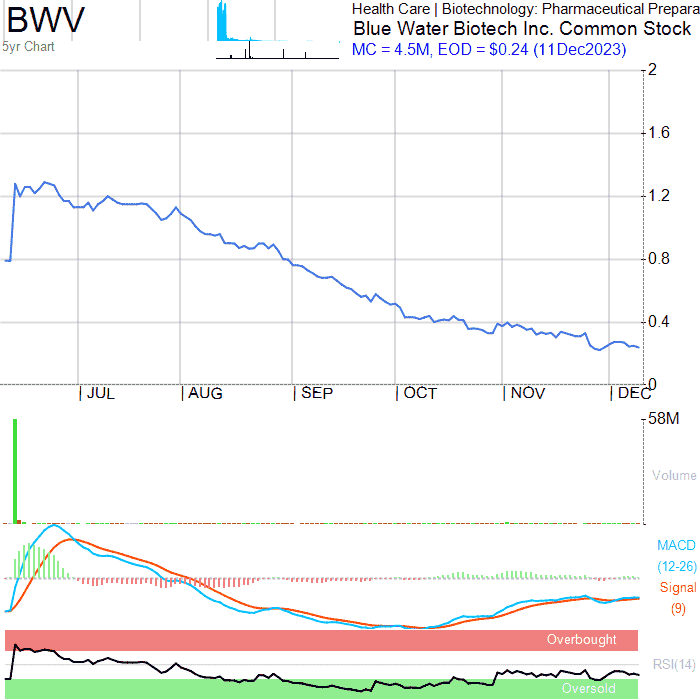 BWV
Health Care | Biotechnology: Pharmaceutical Prepara
Blue Water Biotech Inc. Common Stock
5yr Chart
MC = 4.5M, EOD = $0.24 (11Dec2023)
2
1.6
1.2
0.8
0.4
0
| JUL | AUG | SEP | OCT | NOV | DEC
58M
Volume
MACD
(12-26)
Signal
(9)
Overbought
RSI(14)
Oversold